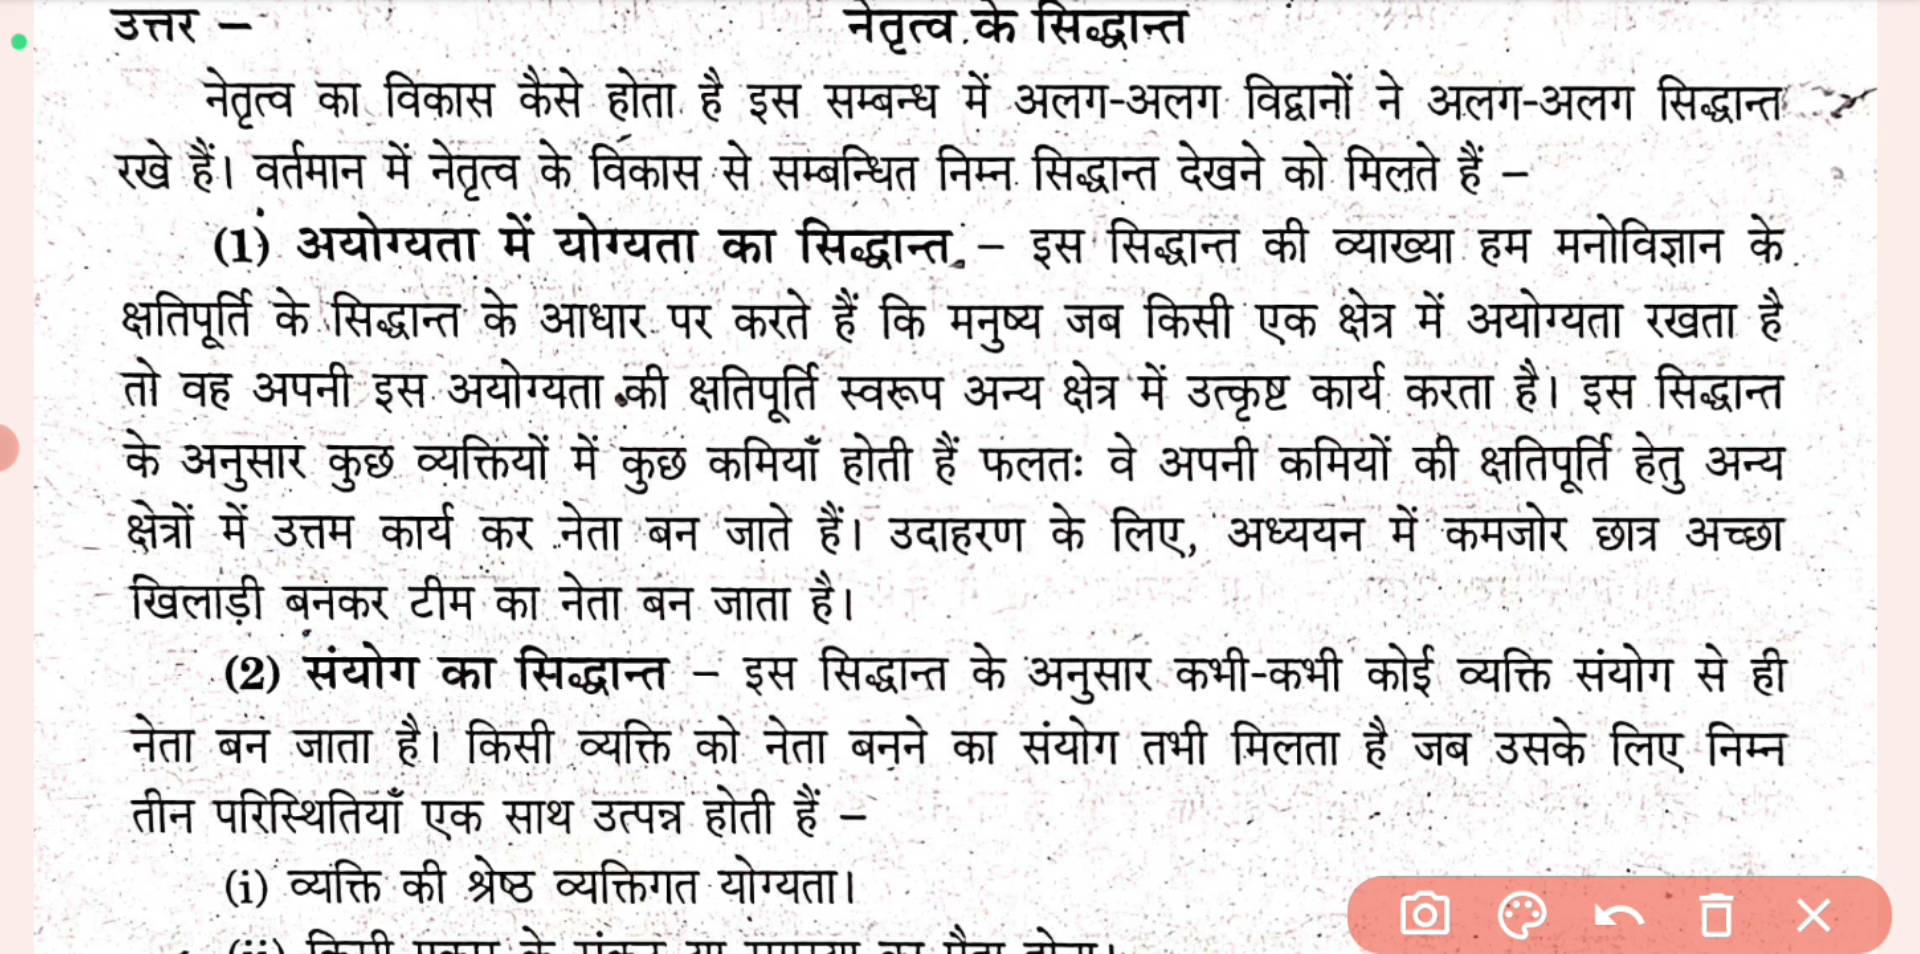 उत्तर – नेतृत्व के सिद्धान्त
नेतृत्व का विकास कैसे होता है इस सम्बन्ध में अलग-अलग विद्वानों ने अलग-अलग सिद्धान्त
रखे हैं। वर्तमान में नेतृत्व के विकास से सम्बन्धित निम्न सिद्धान्त देखने को मिलते हैं –
(1) अयोग्यता में योग्यता का सिद्धान्त – इस सिद्धान्त की व्याख्या हम मनोविज्ञान के
क्षतिपूर्ति के सिद्धान्त के आधार पर करते हैं कि मनुष्य जब किसी एक क्षेत्र में अयोग्यता रखता है
तो वह अपनी इस अयोग्यता की क्षतिपूर्ति स्वरूप अन्य क्षेत्र में उत्कृष्ट कार्य करता है। इस सिद्धान्त
के अनुसार कुछ व्यक्तियों में कुछ कमियाँ होती हैं फलतः वे अपनी कमियों की क्षतिपूर्ति हेतु अन्य
क्षेत्रों में उत्तम कार्य कर नेता बन जाते हैं। उदाहरण के लिए, अध्ययन में कमजोर छात्र अच्छा
खिलाड़ी बनकर टीम का नेता बन जाता है।
(2) संयोग का सिद्धान्त – इस सिद्धान्त के अनुसार कभी-कभी कोई व्यक्ति संयोग से ही
नेता बन जाता है। किसी व्यक्ति को नेता बनने का संयोग तभी मिलता है जब उसके लिए निम्न
तीन परिस्थितियाँ एक साथ उत्पन्न होती हैं –
(i) व्यक्ति की श्रेष्ठ व्यक्तिगत योग्यता।